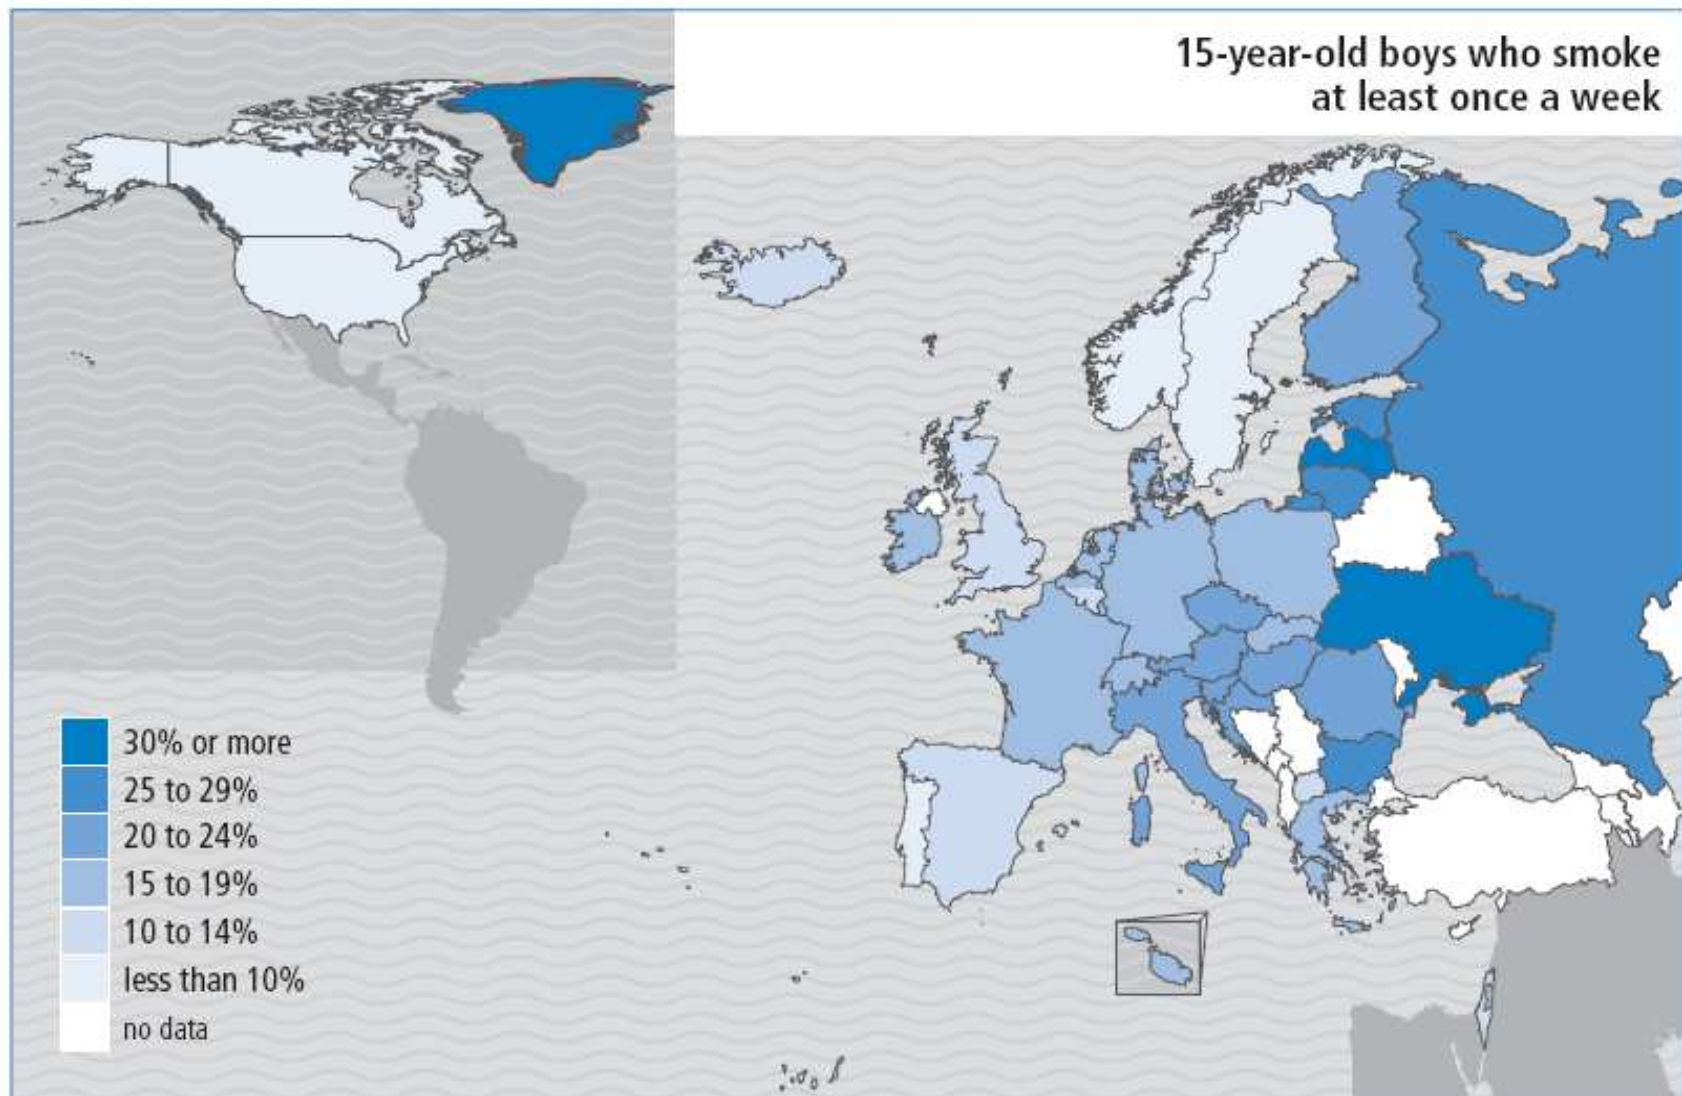 15-year-old boys who smoke
at least once a week
30% or more
25 to 29%
20 to 24%
15 to 19%
10 to 14%
less than 10%
no data